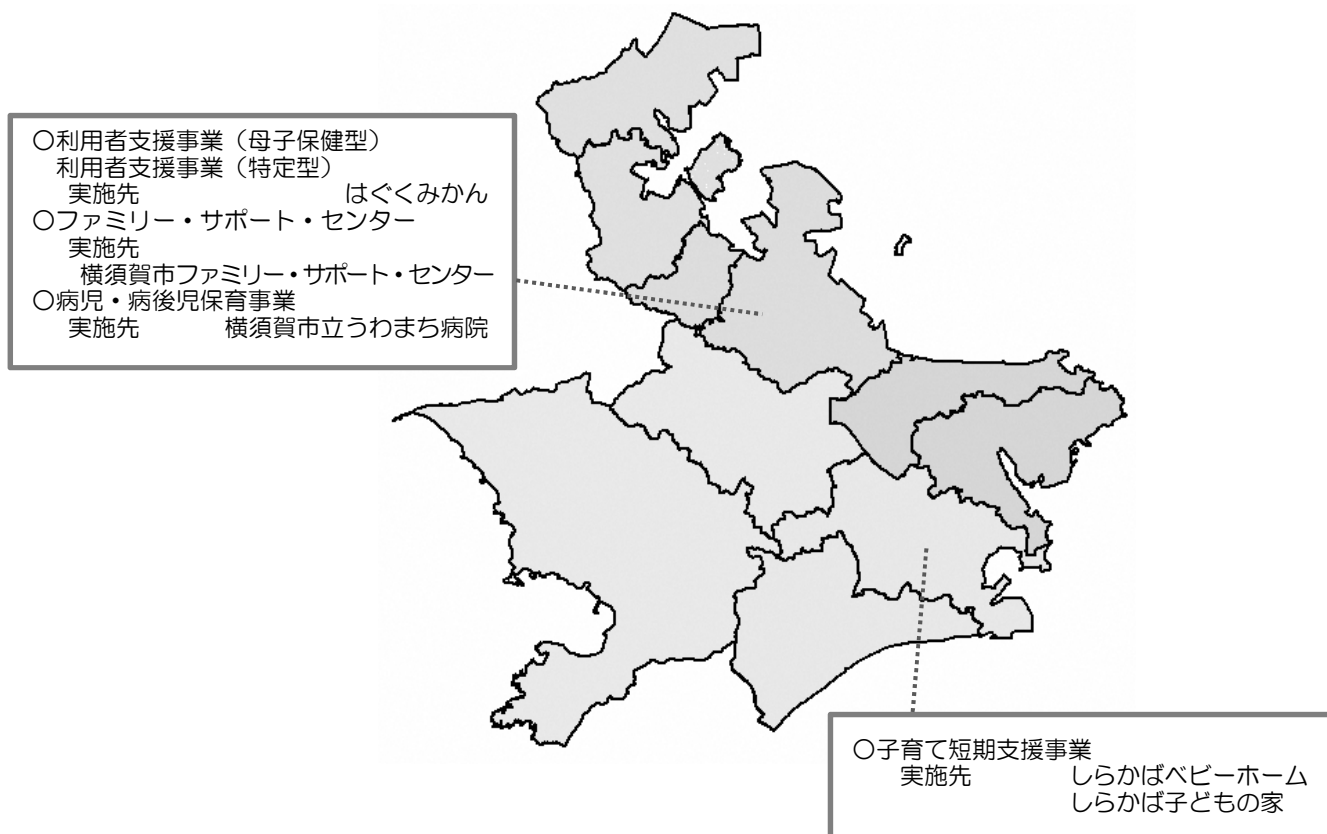 〇利用者支援事業（母子保健型）
利用者支援事業（特定型）
実施先　はぐくみかん
〇ファミリー・サポート・センター
実施先
横須賀市ファミリー・サポート・センター
〇病児・病後児保育事業
実施先　横須賀市立うわまち病院
〇子育て短期支援事業
実施先　しらかばベビーホーム
しらかば子どもの家